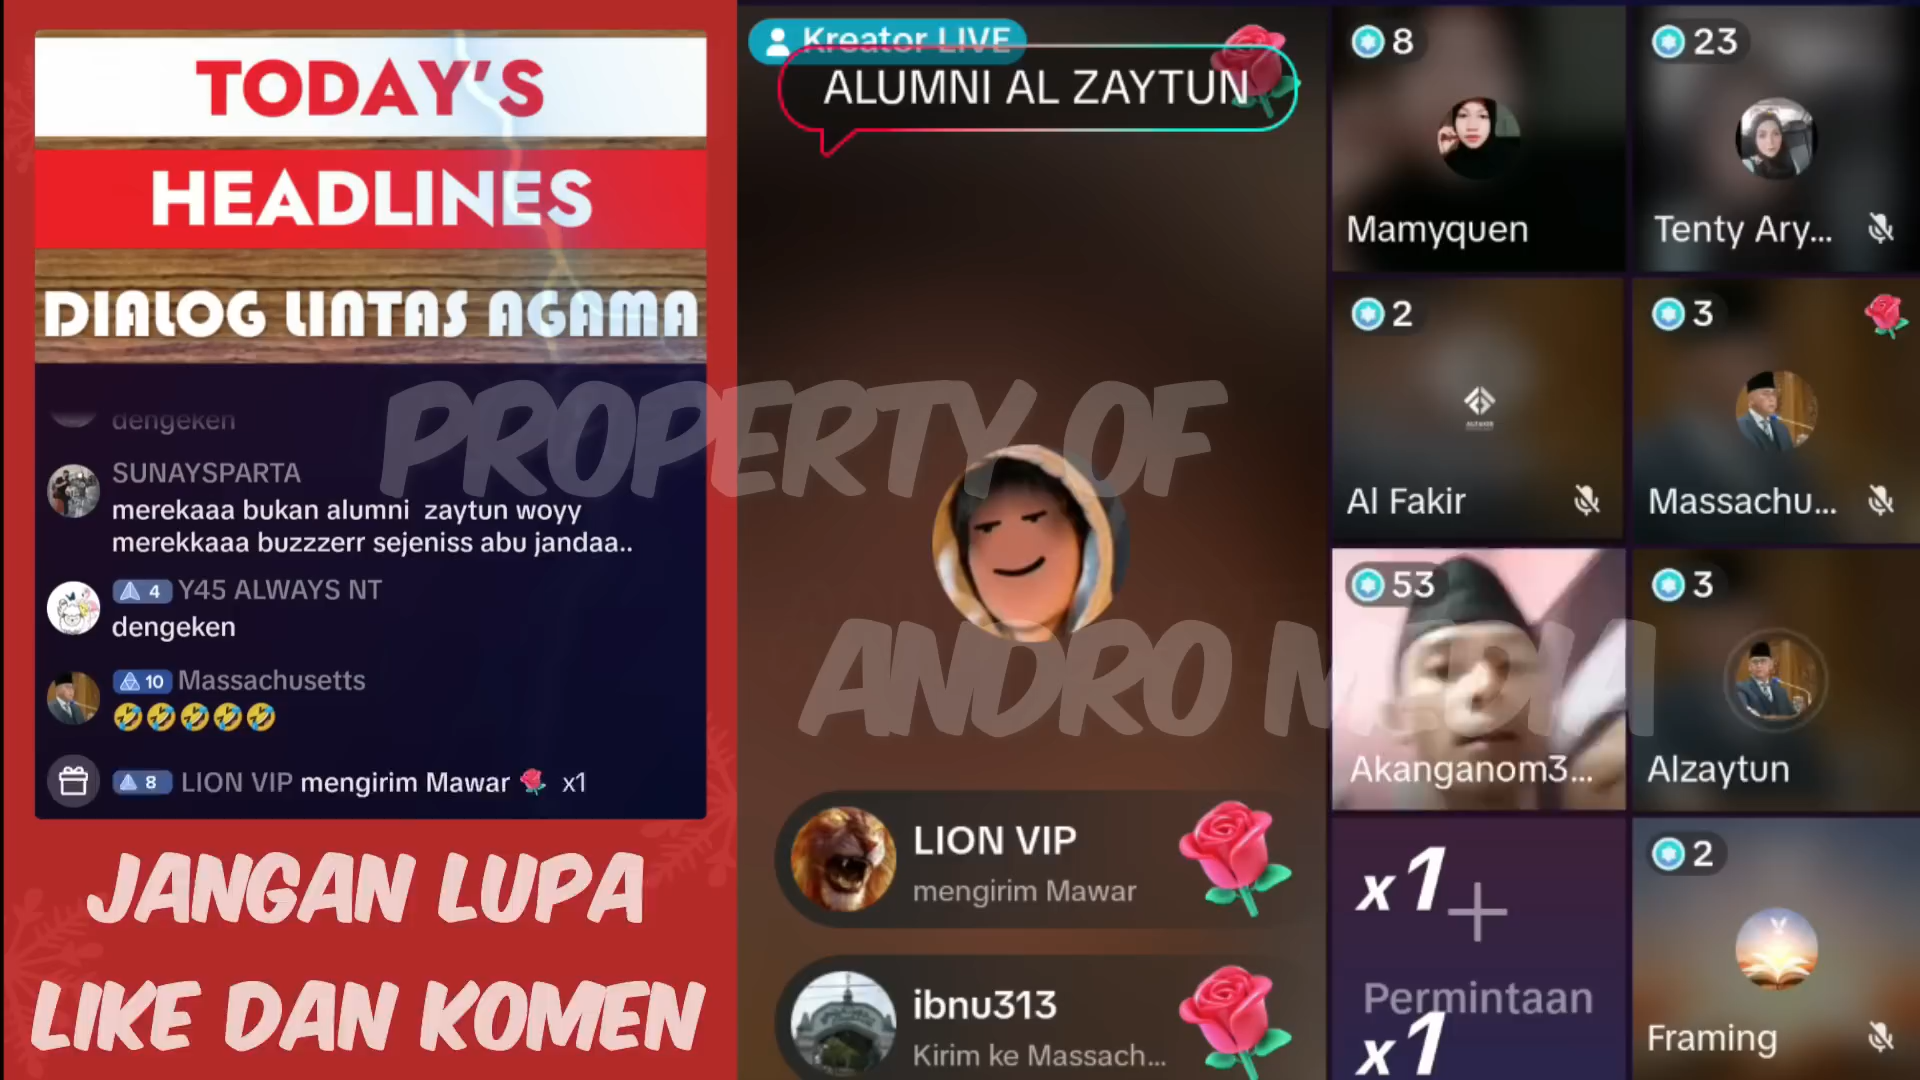 TODAY'S
HEADLINES
DIALOG LINTAS AGAMA
dengeken
SUNAYSPARTA
merekaaa bukan alumni zaytun woyy
merekkaaa buzzzerr sejeniss abu jandaa..
4 Y45 ALWAYS NT
dengeken
10 Massachusetts
8 LION VIP mengirim Mawar x1
JANGAN LUPA
LIKE DAN KOMEN
Kreator LIVE
ALUMNI AL ZAYTUN
PROPERTY OF
ANDRO MEDIA
LION VIP
mengirim Mawar
x1
ibnu313
Kirim ke Massach...
x1
8
Mamyquen
23
Tenty Ary...
2
Al Fakir
3
Massachu...
53
Akanganom3...
3
Alzaytun
Permintaan
2
Framing